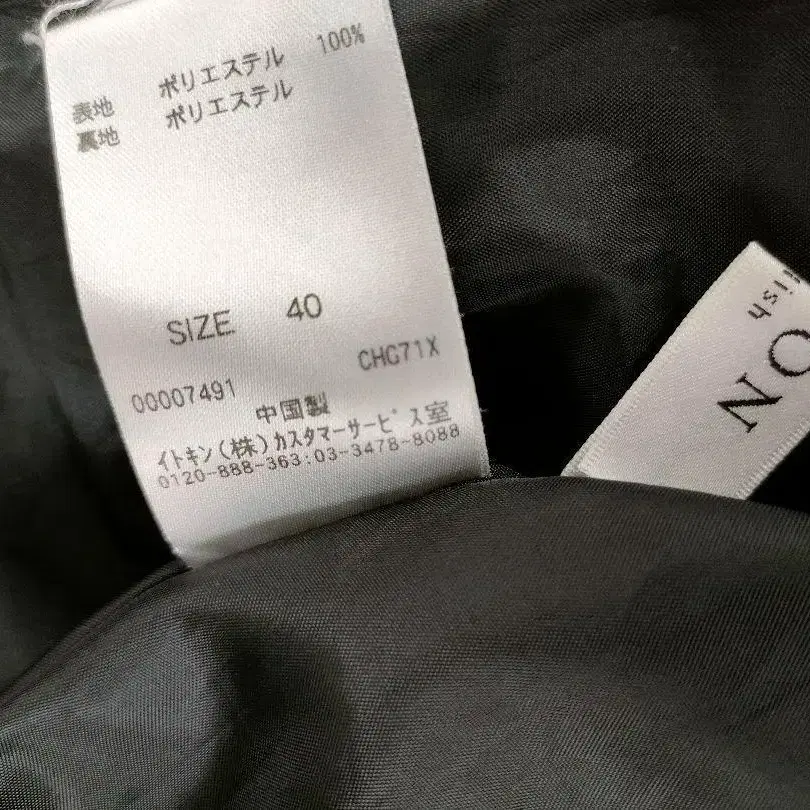 表地 ポリエステル 100%
裏地 ポリエステル
SIZE 40
CHG71X
00007491
中国製
イトキン(株)カスタマーサービス室
0120-888-363:03-3478-8088
ish
ON